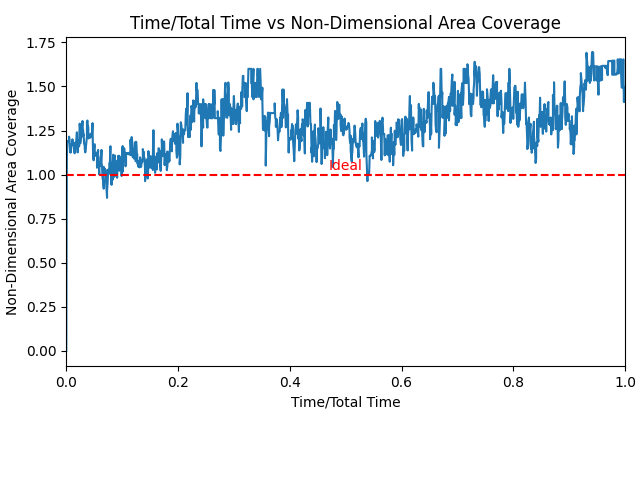 Time/Total Time vs Non-Dimensional Area Coverage
Non-Dimensional Area Coverage
1.75
1.50
1.25
1.00
0.75
0.50
0.25
0.00
Ideal
0.0 0.2 0.4 0.6 0.8 1.0
Time/Total Time